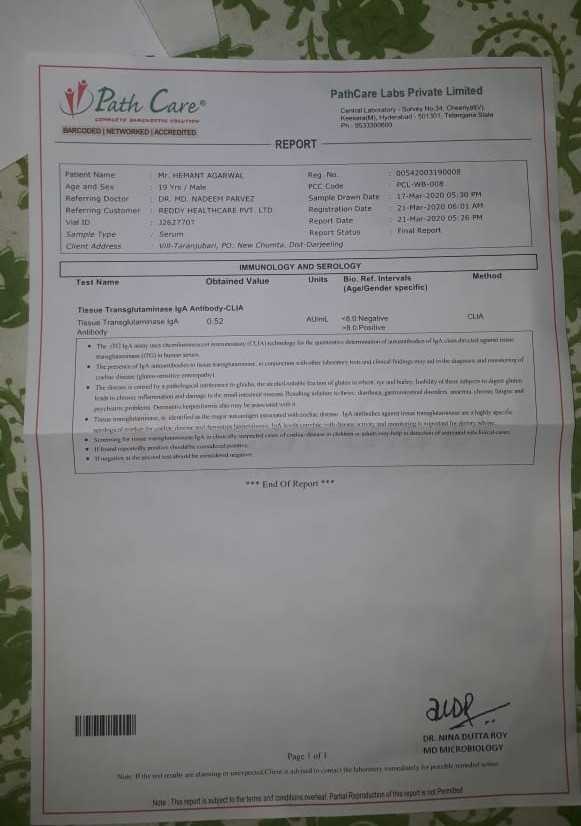 Path Care®
COMPLETE DIAGNOSTIC SOLUTION
BARCODED | NETWORKED | ACCREDITED
PathCare Labs Private Limited
Central Laboratory - Survey No.34, Cheeriyal(V),
Keesara(M), Hyderabad - 501301, Telangana State
Ph : 9533300600
REPORT
Patient Name : Mr. HEMANT AGARWAL Reg. No. : 00542003190008
Age and Sex : 19 Yrs / Male PCC Code : PCL-WB-008
Referring Doctor : DR. MD. NADEEM PARVEZ Sample Drawn Date : 17-Mar-2020 05:30 PM
Referring Customer : REDDY HEALTHCARE PVT. LTD. Registration Date : 21-Mar-2020 06:01 AM
Vial ID : J2627707 Report Date : 21-Mar-2020 05:26 PM
Sample Type : Serum Report Status : Final Report
Client Address : Vill-Taranjubari, PO: New Chumta, Dist-Darjeeling
IMMUNOLOGY AND SEROLOGY
Test Name Obtained Value Units Bio. Ref. Intervals Method
(Age/Gender specific)
Tissue Transglutaminase IgA Antibody-CLIA
Tissue Transglutaminase IgA 0.52 AU/mL <8.0:Negative CLIA
Antibody >8.0:Positive
• The tTG IgA assay uses chemiluminescent immunoassay (CLIA) technology for the quantitative determination of autoantibodies of IgA class directed against tissue
transglutaminase (tTG) in human serum.
• The presence of IgA autoantibodies to tissue transglutaminase, in conjunction with other laboratory tests and clinical findings may aid in the diagnosis and monitoring of
coeliac disease (gluten-sensitive enteropathy)
• The disease is caused by a pathological intolerance to gliadin, the alcohol-soluble fraction of gluten in wheat, rye and barley. Inability of these subjects to digest gluten
leads to chronic inflammation and damage to the small intestinal mucosa. Resulting solution to these: diarrhea, gastrointestinal disorders, anaemia, chronic fatigue and
psychiatric problems. Dermatitis herpetiformis also may be associated with it.
• Tissue transglutaminase, is identified as the major autoantigen associated with coeliac disease. IgA antibodies against tissue transglutaminase are a highly specific
serological marker for coeliac disease and dermatitis herpetiformis. IgA levels correlate with disease activity and monitoring is important for dietary
• Screening for tissue transglutaminase IgA in clinically suspected cases of coeliac disease in children or adults may help in detection of untreated sub clinical cases.
• If found repeatedly positive should be considered positive.
• If negative at the second test should be considered negative.
*** End Of Report ***
DR. NINA DUTTA ROY
MD MICROBIOLOGY
Page 1 of 1
Note: If the test results are alarming or unexpected,Client is advised to contact the laboratory immediately for possible remedial action.
Note : This report is subject to the terms and conditions overleaf. Partial Reproduction of this report is not Permitted